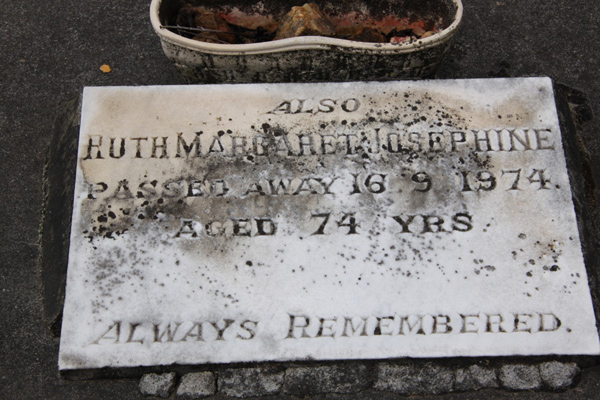 ALSO
RUTH MARGARET JOSEPHINE
PASSED AWAY 16 9 1974.
AGED 74 YRS
ALWAYS REMEMBERED.